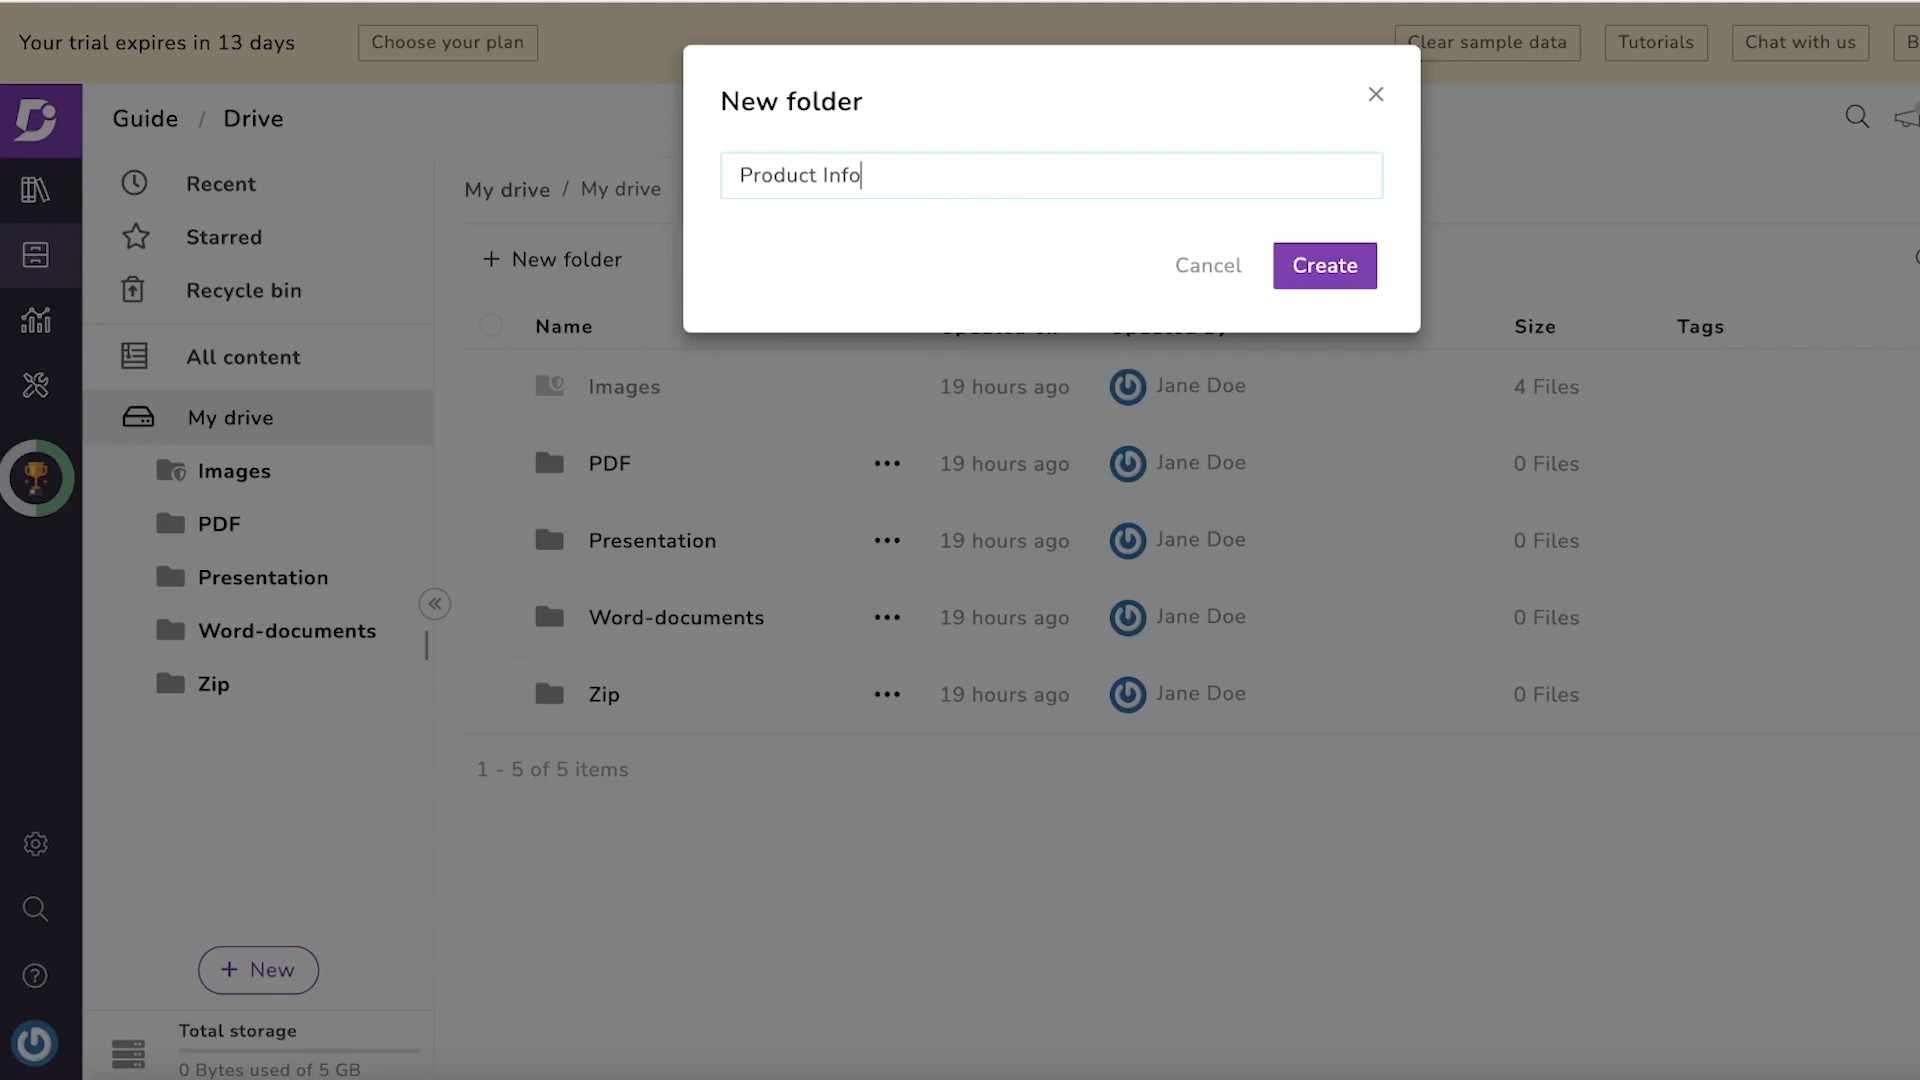 Your trial expires in 13 days
Choose your plan
Clear sample data
Tutorials
Chat with us
Guide / Drive
New folder
Product Info
Cancel
Create
Recent
Starred
Recycle bin
All content
My drive
Images
PDF
Presentation
Word-documents
Zip
+ New
Total storage
0 Bytes used of 5 GB
My drive / My drive
+ New folder
Name Size Tags
Images 19 hours ago Jane Doe 4 Files
PDF ••• 19 hours ago Jane Doe 0 Files
Presentation ••• 19 hours ago Jane Doe 0 Files
Word-documents ••• 19 hours ago Jane Doe 0 Files
Zip ••• 19 hours ago Jane Doe 0 Files
1 - 5 of 5 items